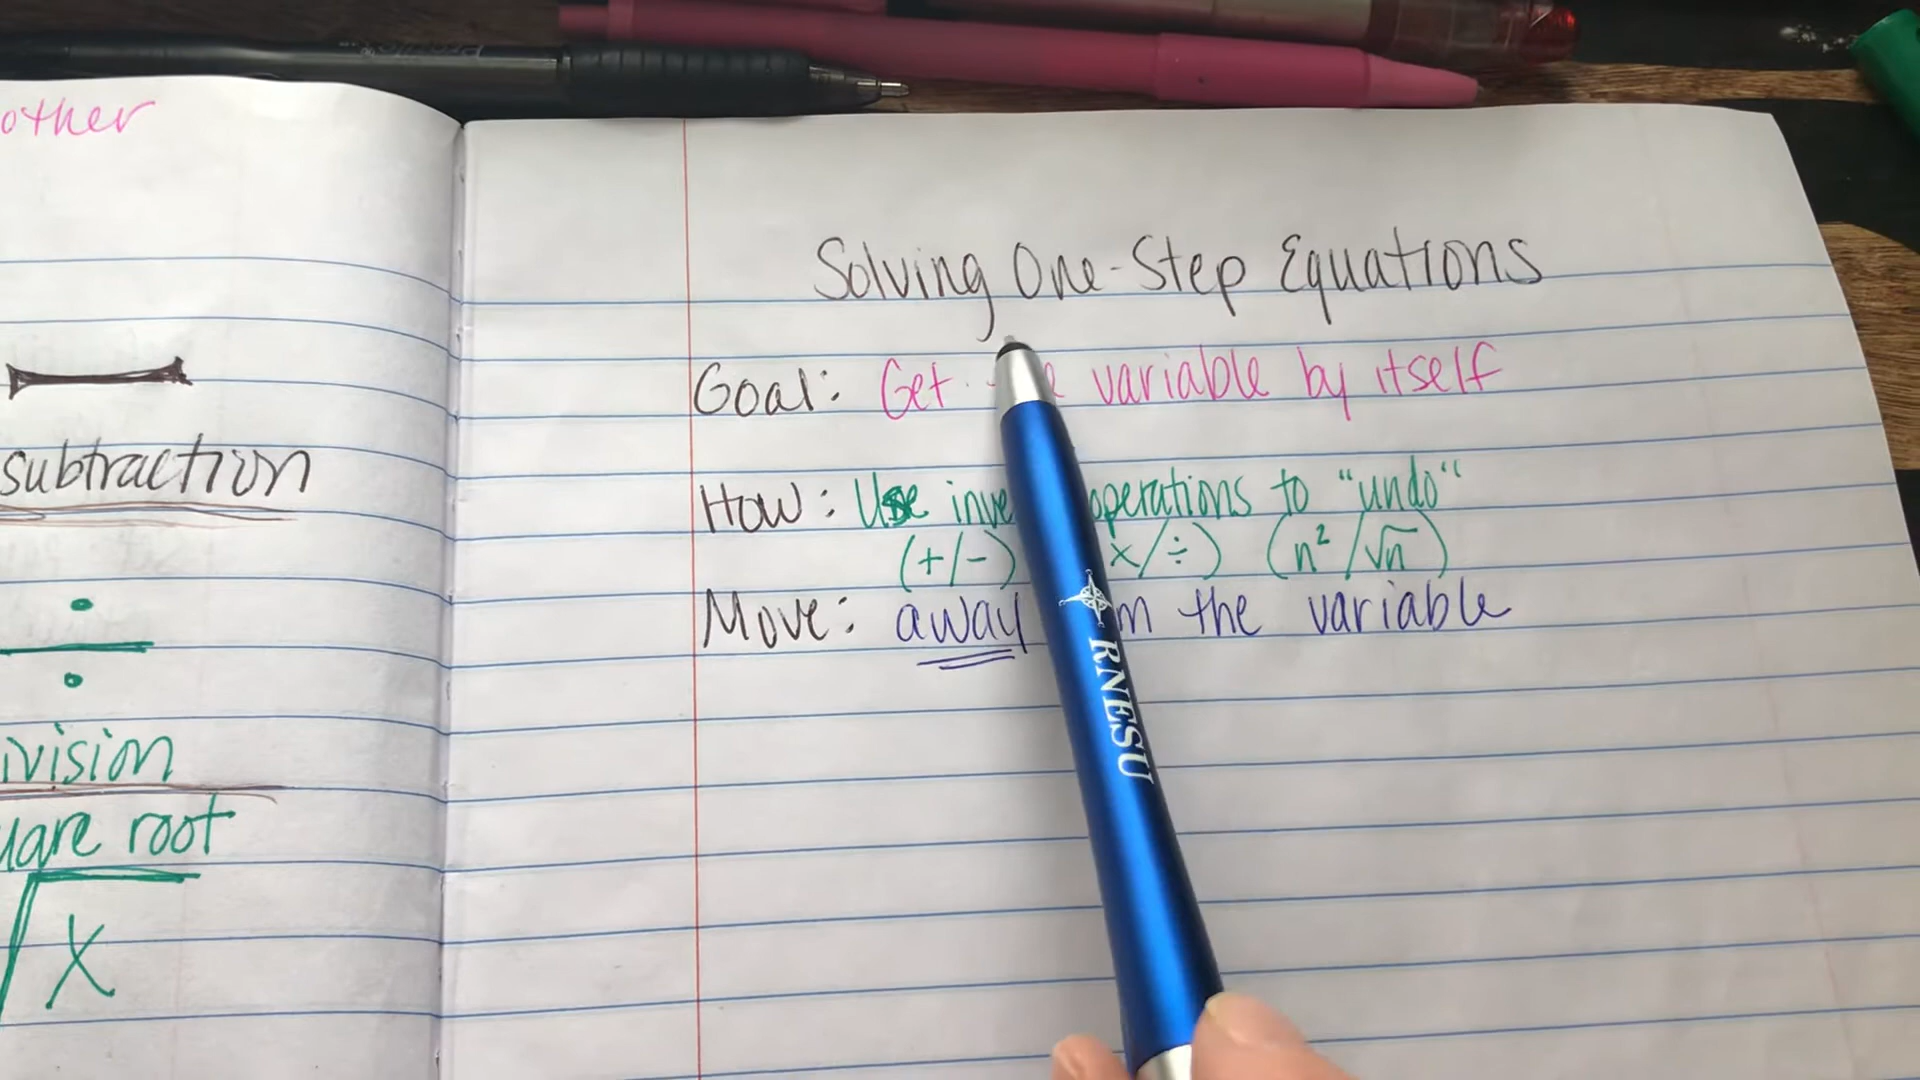 other
subtraction
ivision
uare root
√x
Solving One-Step Equations
Goal: Get variable by itself
How: Use operations to "undo"
(+/-) x/÷) (n²/√n)
Move: away the variable
RNESU